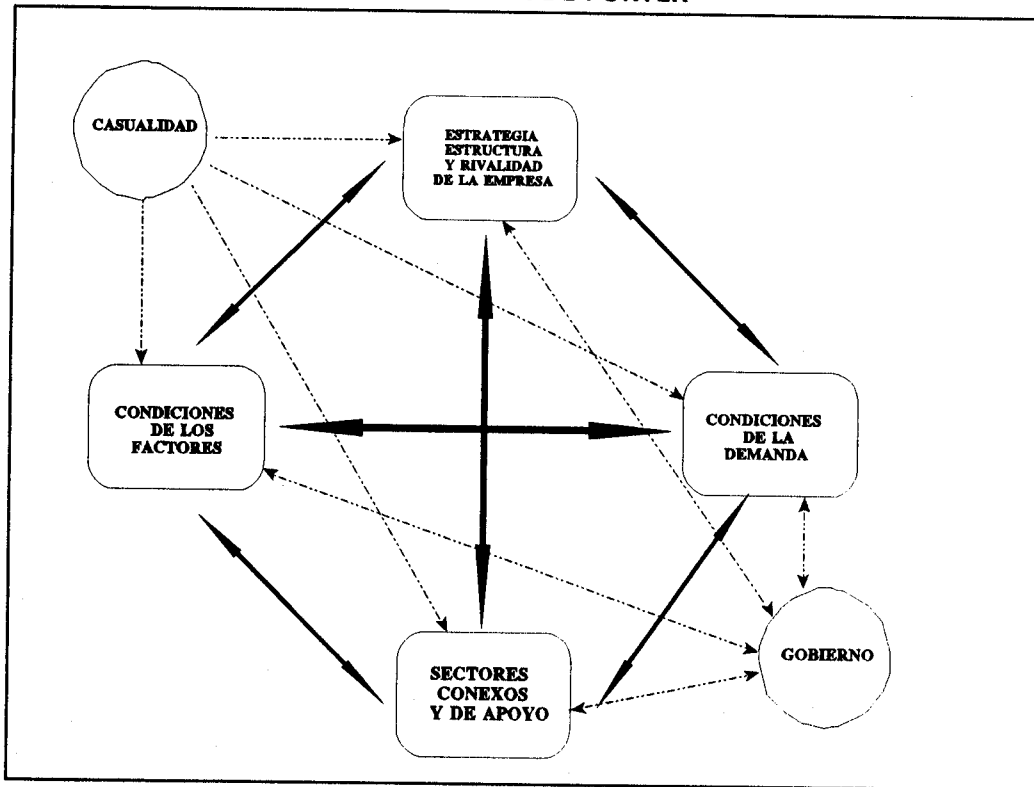 CASUALIDAD
ESTRATEGIA
ESTRUCTURA
Y RIVALIDAD
DE LA EMPRESA
CONDICIONES
DE LOS
FACTORES
CONDICIONES
DE LA
DEMANDA
SECTORES
CONEXOS
Y DE APOYO
GOBIERNO